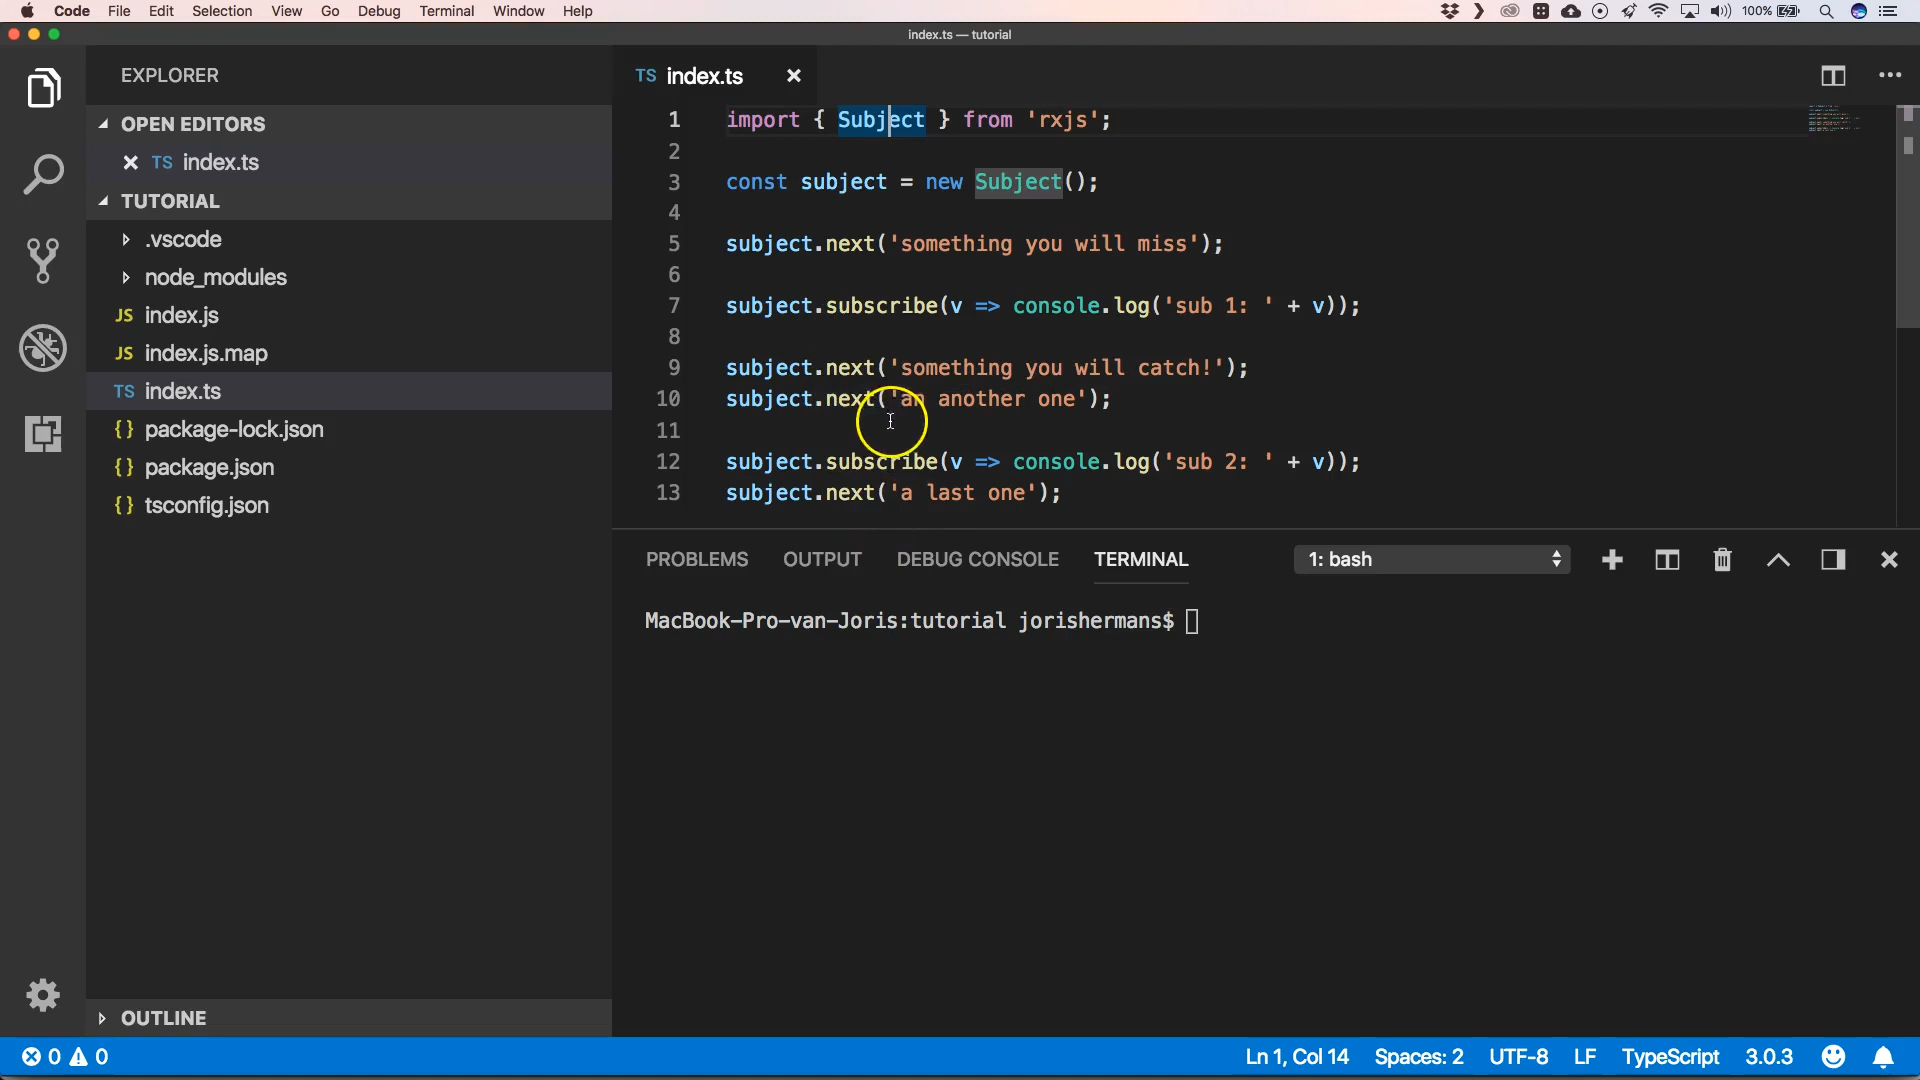 Code File Edit Selection View Go Debug Terminal Window Help 100%
index.ts — tutorial
EXPLORER
OPEN EDITORS
TS index.ts
TUTORIAL
.vscode
node_modules
JS index.js
JS index.js.map
TS index.ts
{} package-lock.json
{} package.json
{} tsconfig.json
OUTLINE
TS index.ts
1 import { Subject } from 'rxjs';
2
3 const subject = new Subject();
4
5 subject.next('something you will miss');
6
7 subject.subscribe(v => console.log('sub 1: ' + v));
8
9 subject.next('something you will catch!');
10 subject.next('an another one');
11
12 subject.subscribe(v => console.log('sub 2: ' + v));
13 subject.next('a last one');
PROBLEMS OUTPUT DEBUG CONSOLE TERMINAL 1: bash
MacBook-Pro-van-Joris:tutorial jorishermans$
0 0 Ln 1, Col 14 Spaces: 2 UTF-8 LF TypeScript 3.0.3